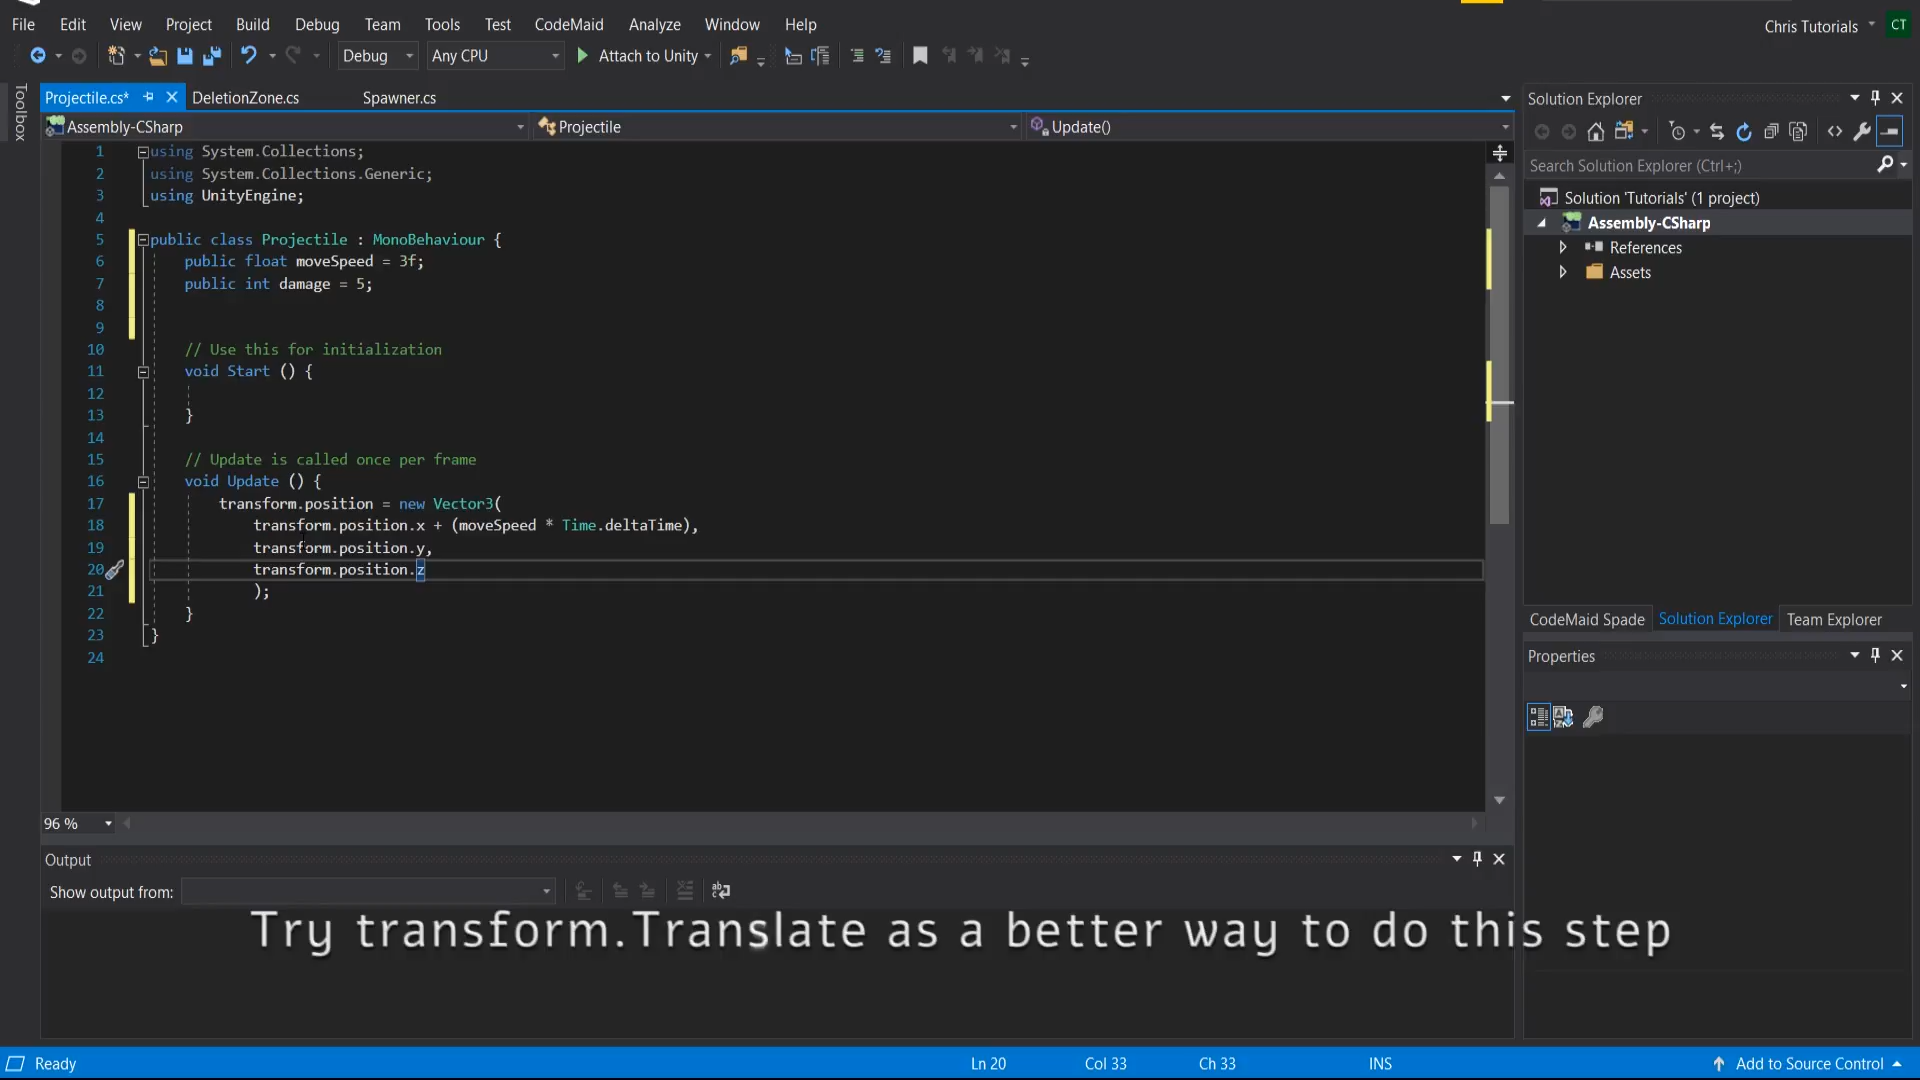 File Edit View Project Build Debug Team Tools Test CodeMaid Analyze Window Help
Chris Tutorials CT
Debug Any CPU Attach to Unity
Toolbox
Projectile.cs* DeletionZone.cs Spawner.cs
Assembly-CSharp Projectile Update()
1 using System.Collections;
2 using System.Collections.Generic;
3 using UnityEngine;
4
5 public class Projectile : MonoBehaviour {
6 public float moveSpeed = 3f;
7 public int damage = 5;
8
9
10 // Use this for initialization
11 void Start () {
12
13 }
14
15 // Update is called once per frame
16 void Update () {
17 transform.position = new Vector3(
18 transform.position.x + (moveSpeed * Time.deltaTime),
19 transform.position.y,
20 transform.position.z
21 );
22 }
23 }
24
96 %
Output
Show output from:
Try transform.Translate as a better way to do this step
Solution Explorer
Search Solution Explorer (Ctrl+;)
Solution 'Tutorials' (1 project)
Assembly-CSharp
References
Assets
CodeMaid Spade Solution Explorer Team Explorer
Properties
Ready Ln 20 Col 33 Ch 33 INS Add to Source Control